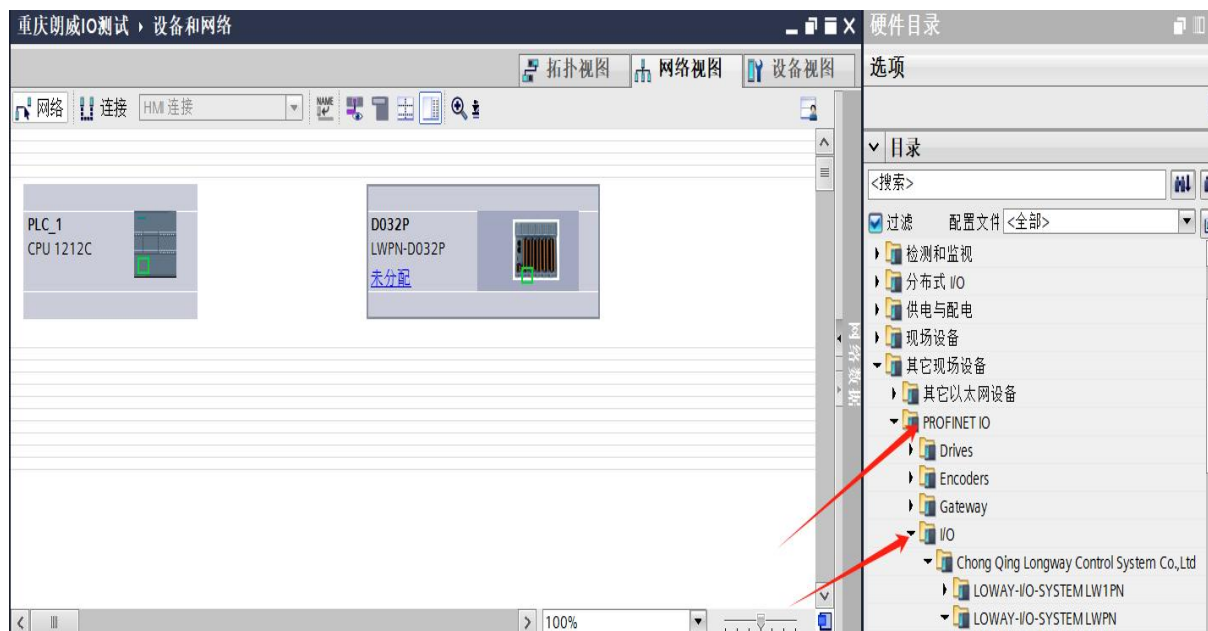 重庆朗威IO测试 ▸ 设备和网络
拓扑视图
网络视图
设备视图
网络
连接
HMI 连接
NAME
PLC_1
CPU 1212C
D032P
LWPN-D032P
未分配
100%
网络数据
硬件目录
选项
目录
<搜索>
过滤 配置文件 <全部>
检测和监视
分布式 I/O
供电与配电
现场设备
其它现场设备
其它以太网设备
PROFINET IO
Drives
Encoders
Gateway
I/O
Chong Qing Longway Control System Co.,Ltd
LOWAY-I/O-SYSTEM LW1PN
LOWAY-I/O-SYSTEM LWPN